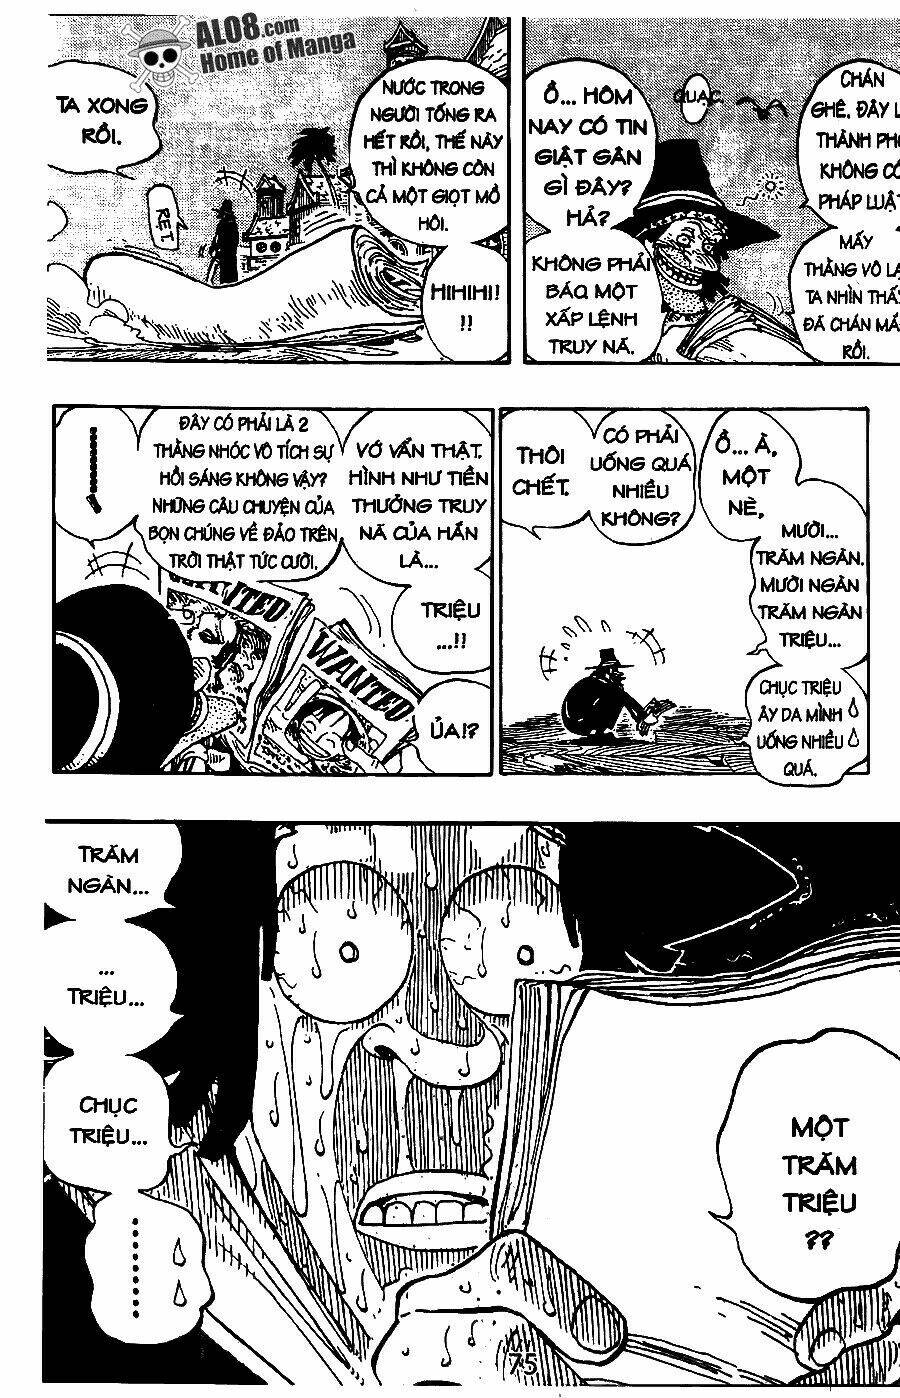 ALO8.com
Home of Manga
CHÁN
GHÊ. ĐÂY L
THÀNH PHỐ
KHÔNG CÓ
PHÁP LUẬT
MẤY
THẰNG VÔ LẠ
TA NHÌN THẤ
ĐÃ CHÁN MẮ
RỒI.
QUẠC.
Ồ... HÔM
NAY CÓ TIN
GIẬT GÂN
GÌ ĐÂY?
HẢ?
KHÔNG PHẢI
BÁO MỘT
XẤP LỆNH
TRUY NÃ.
NƯỚC TRONG
NGƯỜI TỐNG RA
HẾT RỒI, THẾ NÀY
THÌ KHÔNG CÒN
CẢ MỘT GIỌT MỒ
HÔI.
HIHIHI!
!!
TA XONG
RỒI.
RẸT
Ồ... À,
MỘT
NÈ,
MƯỜI...
TRĂM NGÀN.
MƯỜI NGÀN
TRĂM NGÀN
TRIỆU...
CHỤC TRIỆU
ẤY DA MÌNH
UỐNG NHIỀU
QUÁ.
CÓ PHẢI
UỐNG QUÁ
NHIỀU
KHÔNG?
THÔI
CHẾT.
VỚ VẨN THẬT.
HÌNH NHƯ TIỀN
THƯỞNG TRUY
NÃ CỦA HẮN
LÀ...
TRIỆU
...!!
ỦA!?
ĐÂY CÓ PHẢI LÀ 2
THẰNG NHÓC VÔ TÍCH SỰ
HỒI SÁNG KHÔNG VẬY?
NHỮNG CÂU CHUYỆN CỦA
BỌN CHÚNG VỀ ĐẢO TRÊN
TRỜI THẬT TỨC CƯỜI.
WANTED
WANTED
TRĂM
NGÀN...
...
TRIỆU...
CHỤC
TRIỆU...
MỘT
TRĂM
TRIỆU
??
75